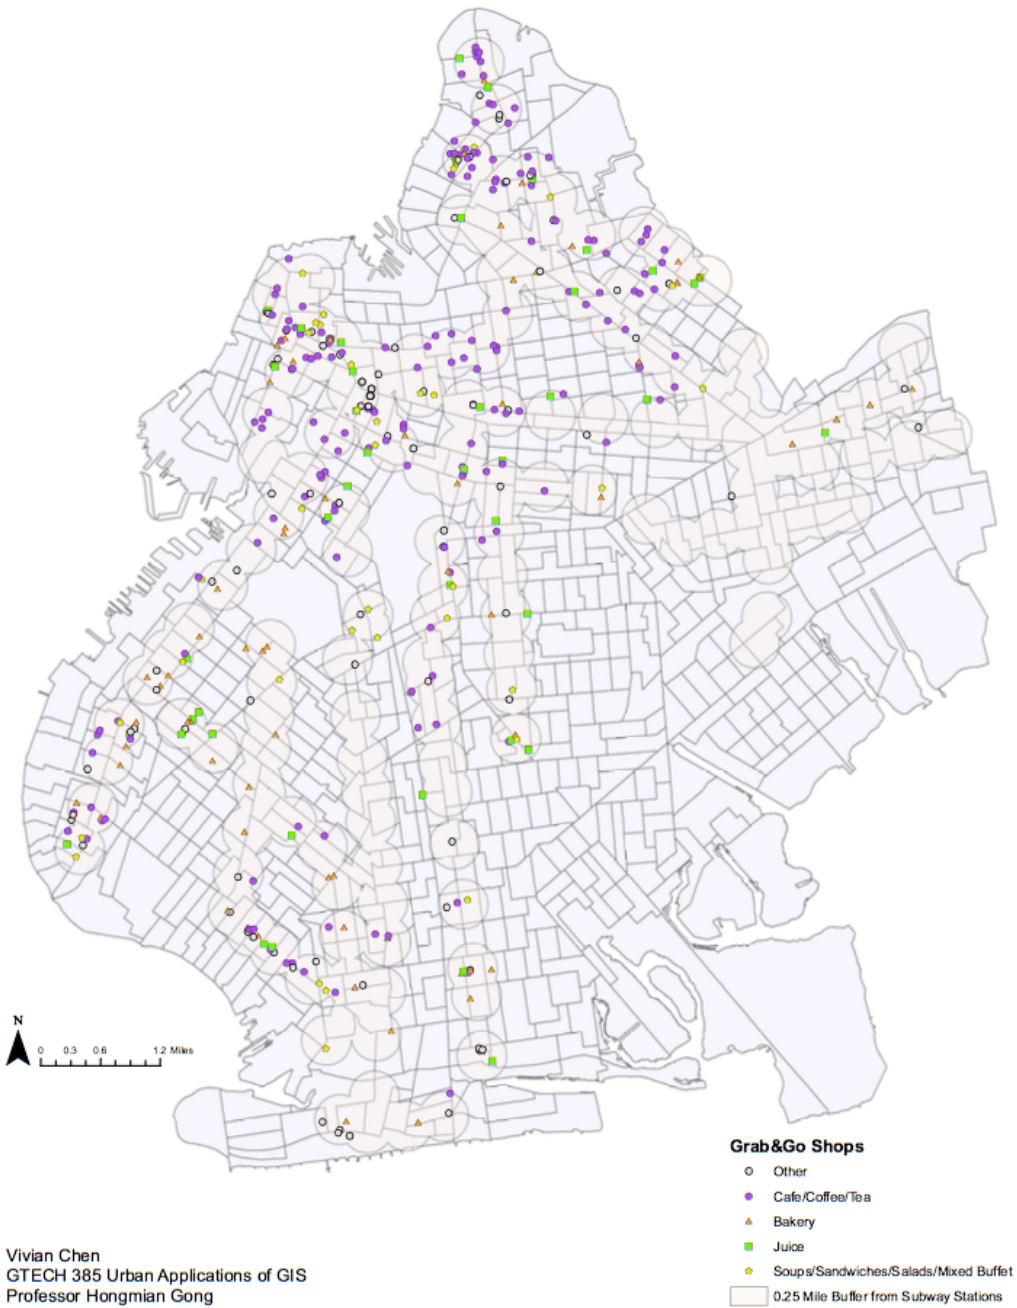 N
0 0.3 0.6 1.2 Miles
Grab&Go Shops
Other
Cafe/Coffee/Tea
Bakery
Juice
Soups/Sandwiches/Salads/Mixed Buffet
0.25 Mile Buffer from Subway Stations
Vivian Chen
GTECH 385 Urban Applications of GIS
Professor Hongmian Gong